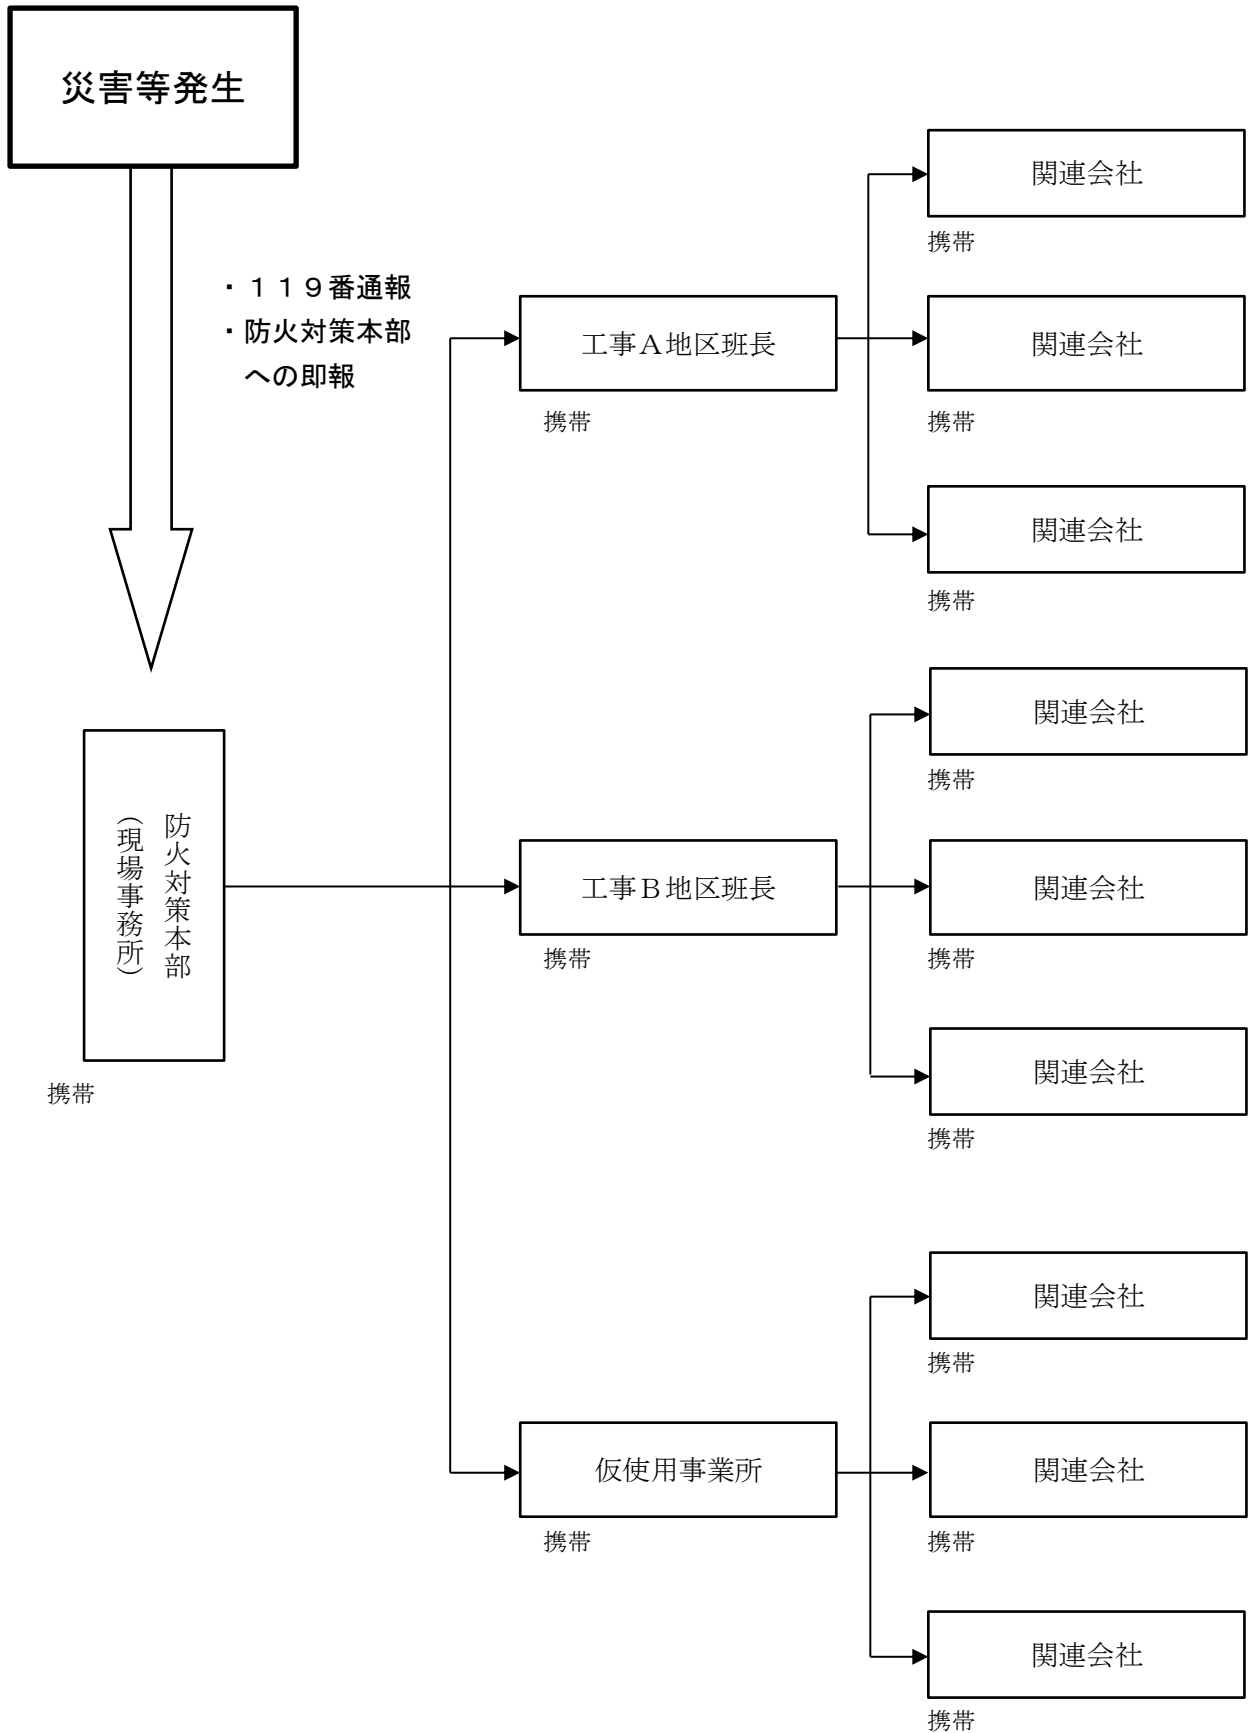 災害等発生
・１１９番通報
・防火対策本部
への即報
防火対策本部
（現場事務所）
携帯
工事Ａ地区班長
携帯
関連会社
携帯
関連会社
携帯
関連会社
携帯
工事Ｂ地区班長
携帯
関連会社
携帯
関連会社
携帯
関連会社
携帯
仮使用事業所
携帯
関連会社
携帯
関連会社
携帯
関連会社
携帯